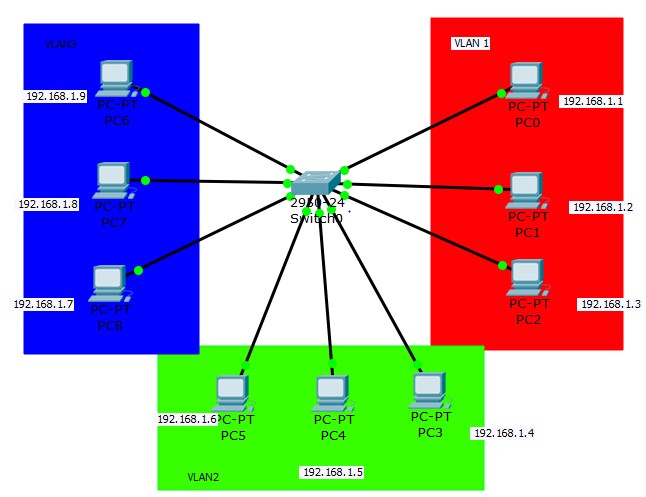 VLAN3
VLAN 1
192.168.1.9
PC-PT
PC6
192.168.1.1
PC-PT
PC0
192.168.1.8
PC-PT
PC7
2950-24
Switch0
192.168.1.2
PC-PT
PC1
192.168.1.7
PC-PT
PC8
192.168.1.3
PC-PT
PC2
192.168.1.6
PC-PT
PC5
PC-PT
PC4
PC-PT
PC3
192.168.1.4
192.168.1.5
VLAN2